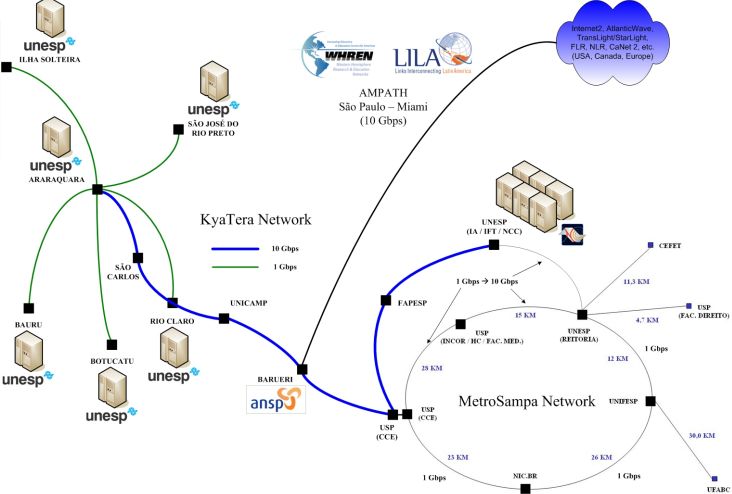 unesp
ILHA SOLTEIRA
unesp
SÃO JOSÉ DO
RIO PRETO
unesp
ARARAQUARA
WHREN
LILA
Links Interconnecting Latin America
AMPATH
São Paulo – Miami
(10 Gbps)
Internet2, AtlanticWave,
TransLight/StarLight,
FLR, NLR, CaNet 2, etc.
(USA, Canada, Europe)
KyaTera Network
10 Gbps
1 Gbps
SÃO
CARLOS
UNICAMP
RIO CLARO
unesp
BAURU
unesp
BOTUCATU
unesp
BARUERI
ansp
FAPESP
UNESP
(IA / IFT / NCC)
1 Gbps → 10 Gbps
CEFET
11,3 KM
USP
(FAC. DIREITO)
4,7 KM
15 KM
UNESP
(REITORIA)
USP
(INCOR / HC / FAC. MED.)
12 KM
1 Gbps
28 KM
MetroSampa Network
UNIFESP
USP
(CCE)
USP
(CCE)
30,0 KM
23 KM
26 KM
1 Gbps
NIC.BR
1 Gbps
UFABC